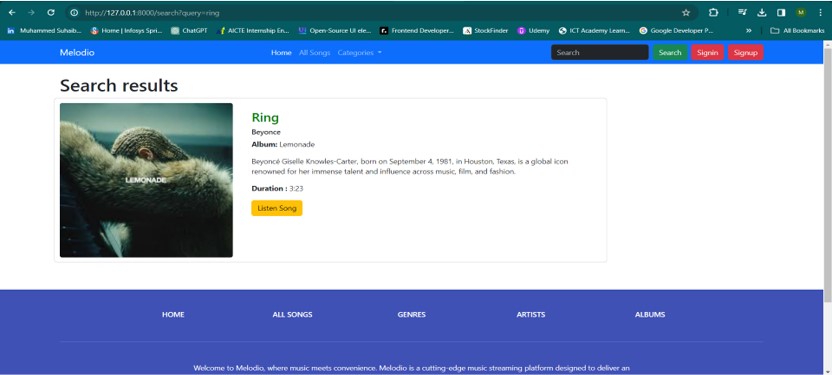 http://127.0.0.1:8000/search?query=ring
M
Muhammed Suhaib... Home | Infosys Spri... ChatGPT AICTE Internship En... Open-Source UI ele... Frontend Developer... StockFinder Udemy ICT Academy Learn... Google Developer P... » All Bookmarks
Melodio Home All Songs Categories Search Search Signin Signup
Search results
LEMONADE
Ring
Beyonce
Album: Lemonade
Beyoncé Giselle Knowles-Carter, born on September 4, 1981, in Houston, Texas, is a global icon
renowned for her immense talent and influence across music, film, and fashion.
Duration : 3:23
Listen Song
HOME ALL SONGS GENRES ARTISTS ALBUMS
Welcome to Melodio, where music meets convenience. Melodio is a cutting-edge music streaming platform designed to deliver an